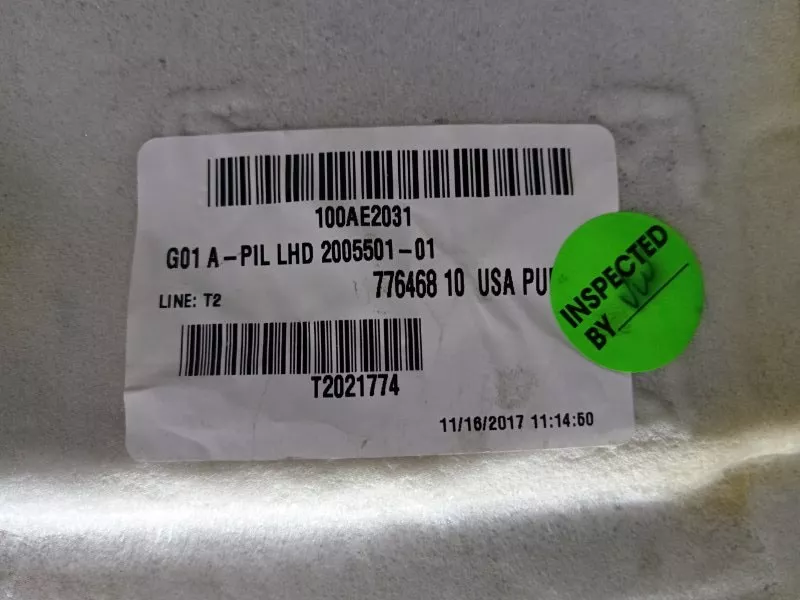 100AE2031
G01 A-PIL LHD 2005501-01
776468 10 USA
LINE: T2
T2021774
11/16/2017 11:14:50
INSPECTED
BY